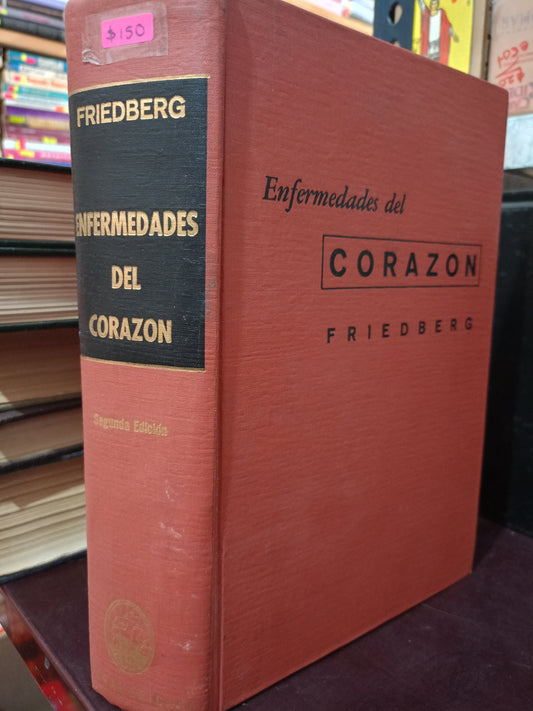 $150
FRIEDBERG
ENFERMEDADES
DEL
CORAZON
Segunda Edición
Enfermedades del
CORAZON
FRIEDBERG